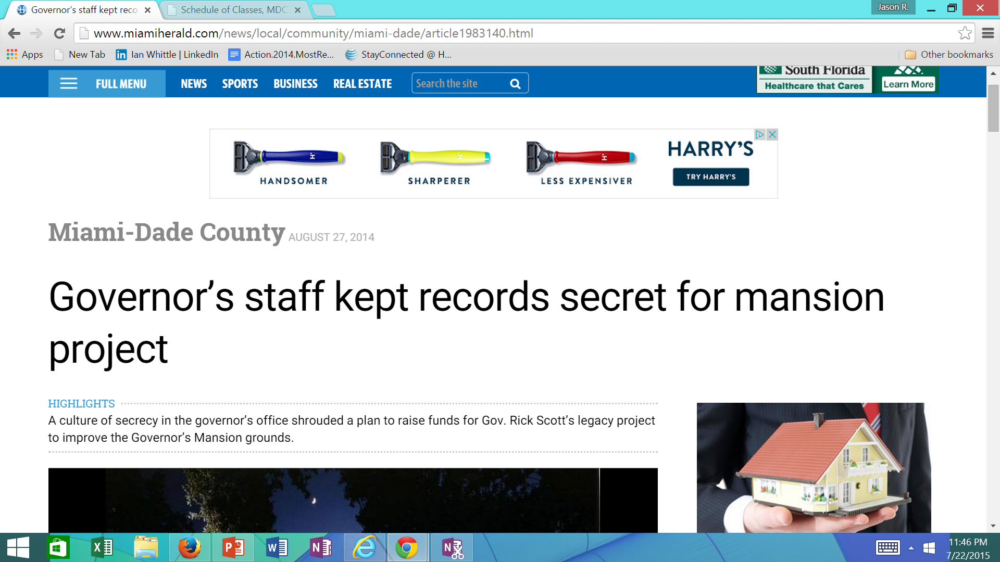 Governor's staff kept reco
Schedule of Classes, MDC
Jason R.
www.miamiherald.com/news/local/community/miami-dade/article1983140.html
Apps New Tab Ian Whittle | LinkedIn Action.2014.MostRe... StayConnected @ H... Other bookmarks
FULL MENU NEWS SPORTS BUSINESS REAL ESTATE Search the site
South Florida
Healthcare that Cares
Learn More
HANDSOMER
SHARPERER
LESS EXPENSIVER
HARRY'S
TRY HARRY'S
Miami-Dade County AUGUST 27, 2014
Governor’s staff kept records secret for mansion
project
HIGHLIGHTS
A culture of secrecy in the governor’s office shrouded a plan to raise funds for Gov. Rick Scott’s legacy project
to improve the Governor’s Mansion grounds.
11:46 PM
7/22/2015